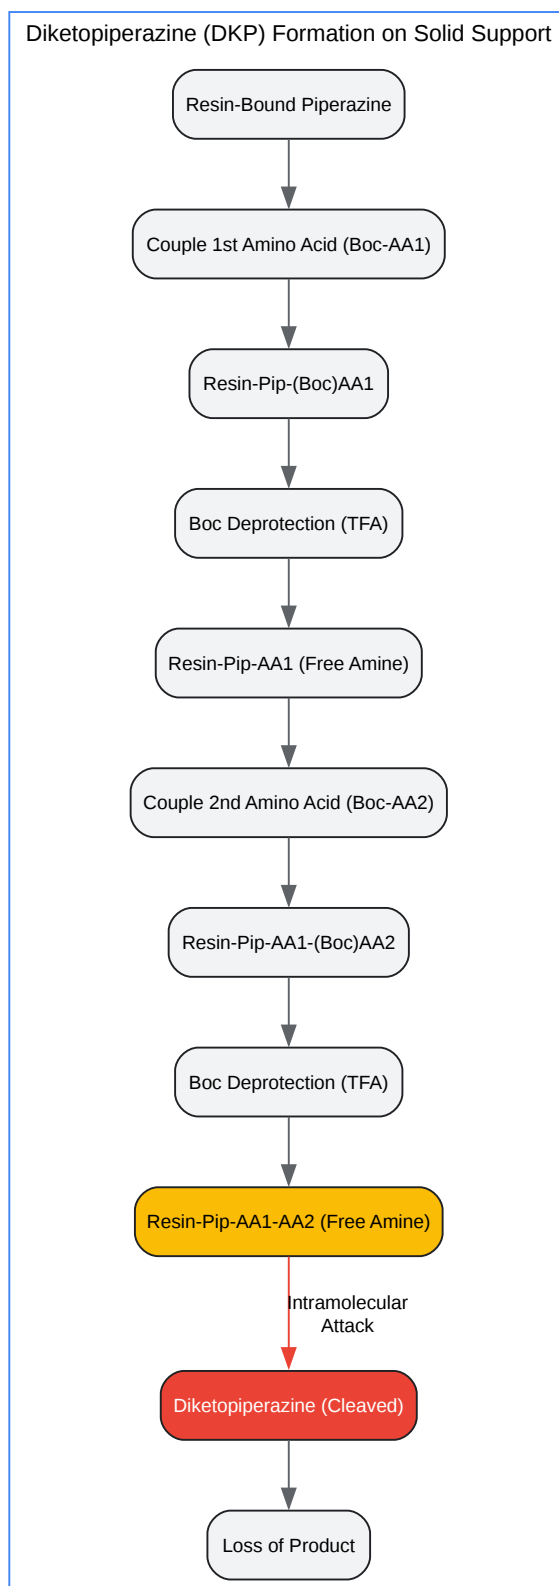 Diketopiperazine (DKP) Formation on Solid Support
Resin-Bound Piperazine
Couple 1st Amino Acid (Boc-AA1)
Resin-Pip-(Boc)AA1
Boc Deprotection (TFA)
Resin-Pip-AA1 (Free Amine)
Couple 2nd Amino Acid (Boc-AA2)
Resin-Pip-AA1-(Boc)AA2
Boc Deprotection (TFA)
Resin-Pip-AA1-AA2 (Free Amine)
Intramolecular
Attack
Diketopiperazine (Cleaved)
Loss of Product